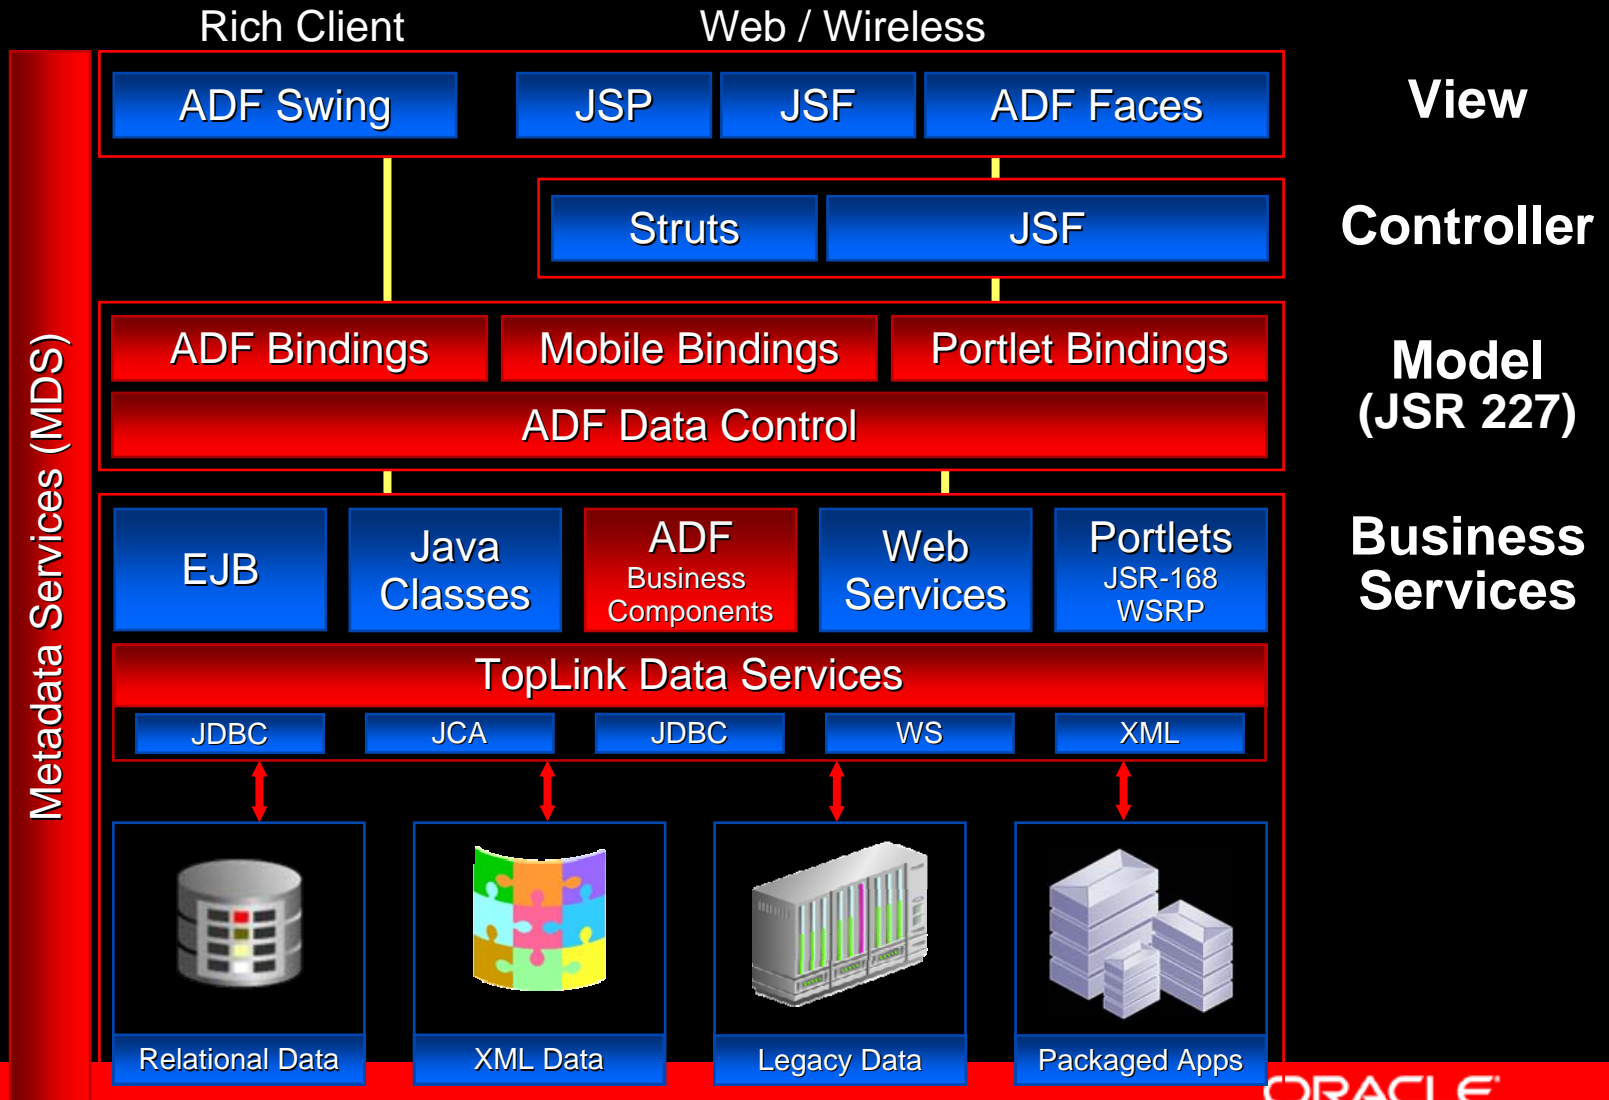 Rich Client
Web / Wireless
ADF Swing
JSP
JSF
ADF Faces
View
Struts
JSF
Controller
ADF Bindings
Mobile Bindings
Portlet Bindings
ADF Data Control
Model
(JSR 227)
Metadata Services (MDS)
EJB
Java
Classes
ADF
Business
Components
Web
Services
Portlets
JSR-168
WSRP
Business
Services
TopLink Data Services
JDBC
JCA
JDBC
WS
XML
Relational Data
XML Data
Legacy Data
Packaged Apps
ORACLE